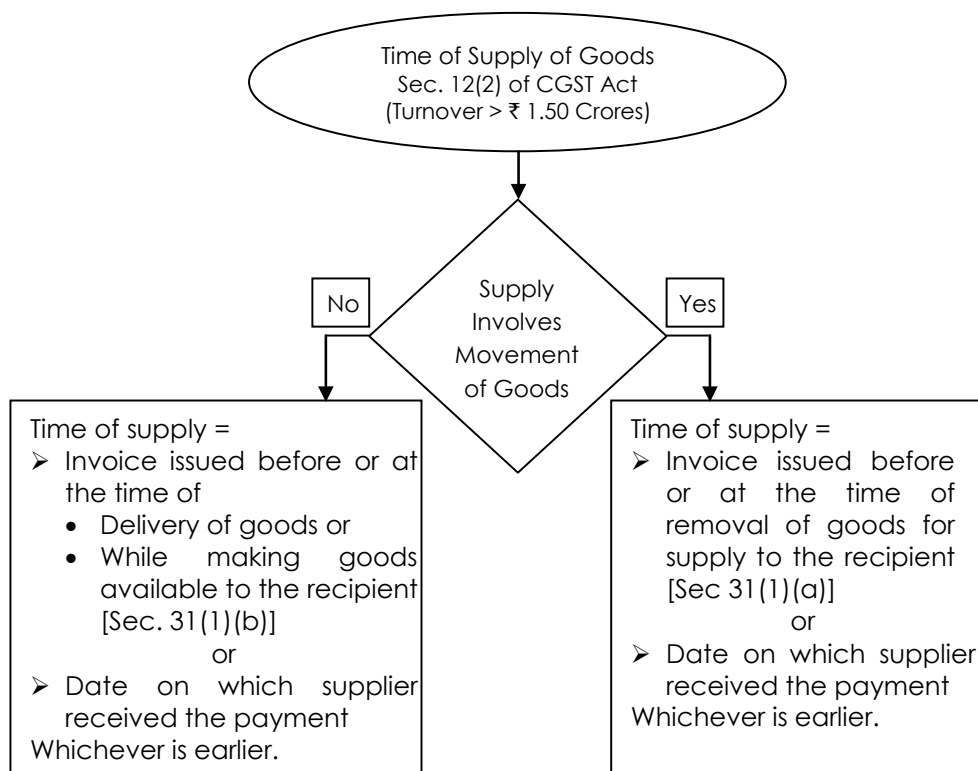 Time of Supply of Goods
Sec. 12(2) of CGST Act
(Turnover > ₹ 1.50 Crores)
No
Supply
Involves
Movement
of Goods
Yes
Time of supply =
➢ Invoice issued before or at
the time of
• Delivery of goods or
• While making goods
available to the recipient
[Sec. 31(1)(b)]
or
➢ Date on which supplier
received the payment
Whichever is earlier.
Time of supply =
➢ Invoice issued before
or at the time of
removal of goods for
supply to the recipient
[Sec 31(1)(a)]
or
➢ Date on which supplier
received the payment
Whichever is earlier.